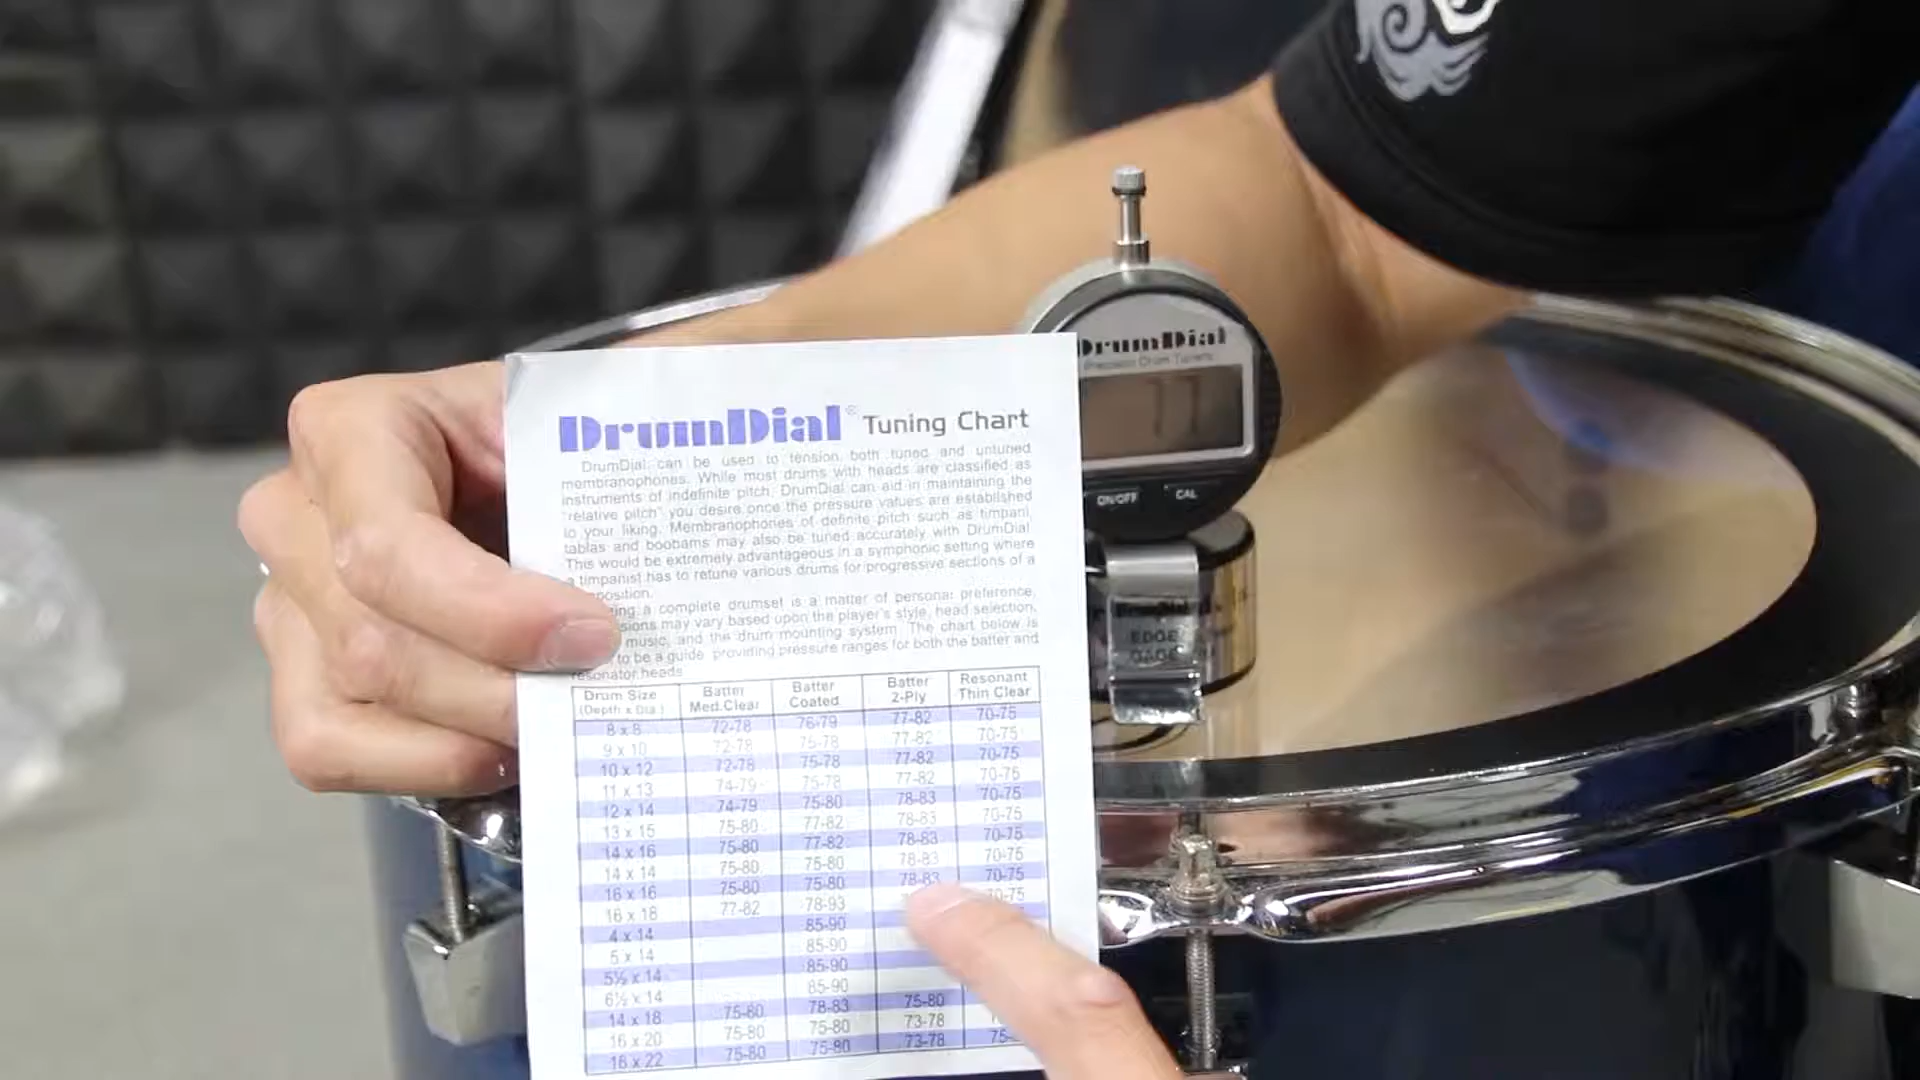 DrumDial® Tuning Chart
DrumDial can be used to tension both tuned and untuned
membranophones. While most drums with heads are classified as
instruments of indefinite pitch, DrumDial can aid in maintaining the
"relative pitch" you desire once the pressure values are established
to your liking. Membranophones of definite pitch such as timpani,
tablas and boobams may also be tuned accurately with DrumDial.
This would be extremely advantageous in a symphonic setting where
a timpanist has to retune various drums for progressive sections of a
a complete drumset is a matter of personal preference,
may vary based upon the player's style, head selection,
music, and the drum mounting system. The chart below is
to be a guide, providing pressure ranges for both the batter and
resonator heads.
Drum Size (Depth x Dia.) Batter Med.Clear Batter Coated Batter 2-Ply Resonant Thin Clear
8 x 8 72-78 76-79 77-82 70-75
9 x 10 72-78 75-78 77-82 70-75
10 x 12 72-78 75-78 77-82 70-75
11 x 13 74-79 75-78 77-82 70-75
12 x 14 74-79 75-80 78-83 70-75
13 x 15 75-80 77-82 78-83 70-75
14 x 16 75-80 77-82 78-83 70-75
14 x 14 75-80 75-80 78-83 70-75
16 x 16 75-80 75-80 78-83 70-75
16 x 18 77-82 78-93 70-75
4 x 14 85-90
5 x 14 85-90
5½ x 14 85-90
6½ x 14 85-90
14 x 18 75-80 78-83 75-80
16 x 20 75-80 75-80 73-78
18 x 22 75-80 75-80 73-78
DrumDial
Precision Drum Tuners
77
ON/OFF CAL
DrumDial
EDGE
GAGE